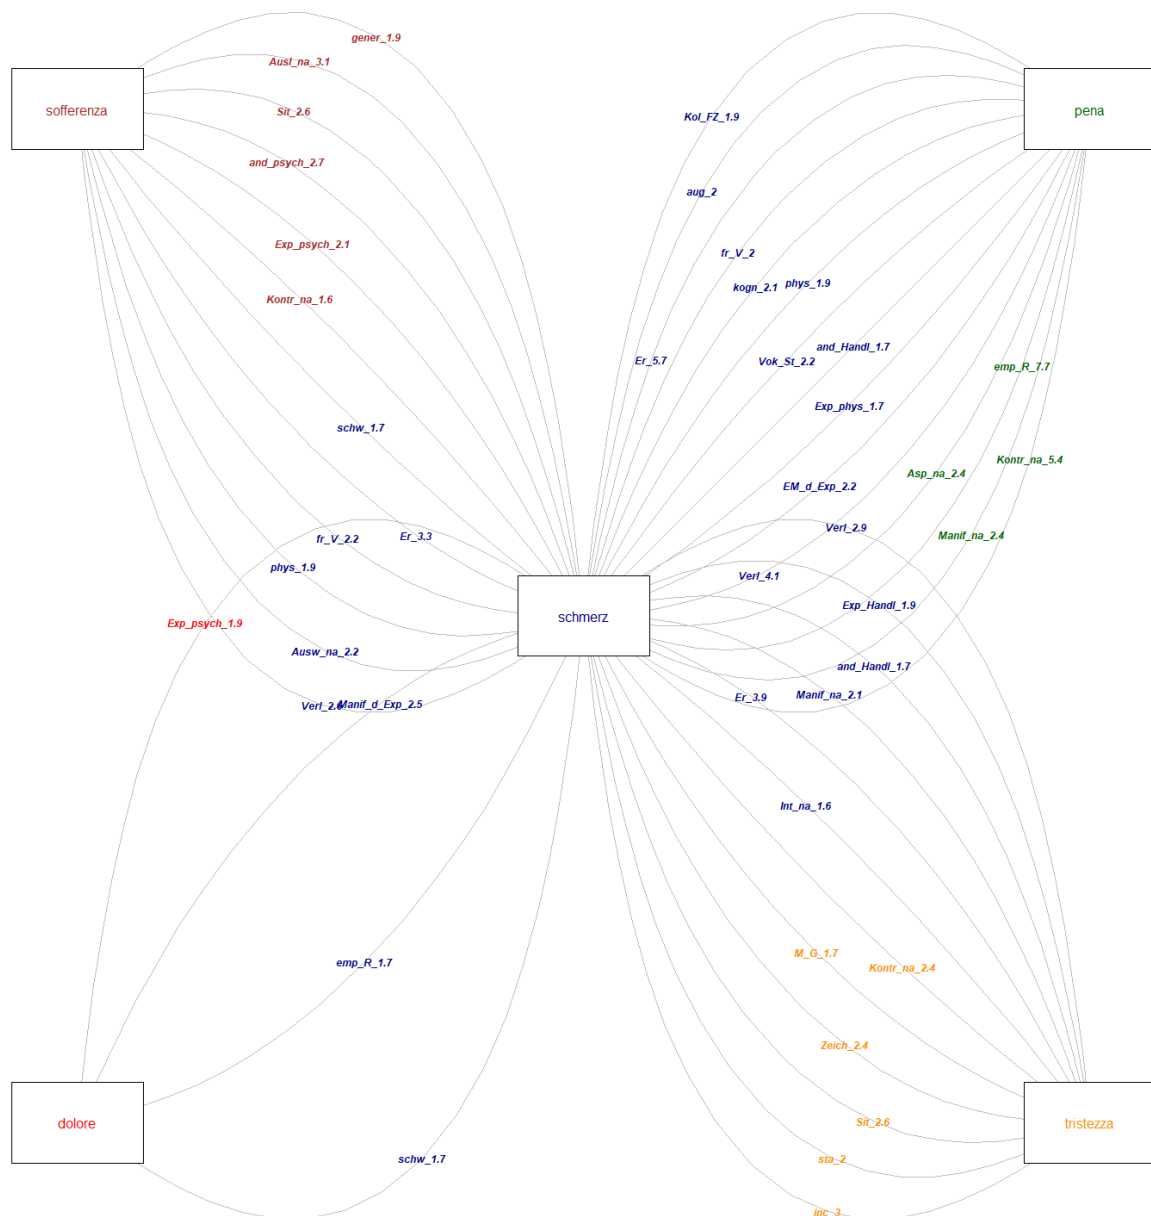 gener_1.9
Ausl_na_3.1
sofferenza
pena
Sit_2.6
Kol_FZ_1.9
and_psych_2.7
aug_2
Exp_psych_2.1
fr_V_2
phys_1.9
kogn_2.1
Kontr_na_1.6
and_Handl_1.7
Er_5.7
Vok_St_2.2
emp_R_7.7
Exp_phys_1.7
schw_1.7
Kontr_na_5.4
Asp_na_2.4
EM_d_Exp_2.2
Verl_2.9
Er_3.3
Manif_na_2.4
fr_V_2.2
phys_1.9
Verl_4.1
Exp_Handl_1.9
schmerz
Exp_psych_1.9
Ausw_na_2.2
and_Handl_1.7
Er_3.9
Manif_na_2.1
Manif_d_Exp_2.5
Int_na_1.6
M_G_1.7
emp_R_1.7
Kontr_na_2.4
Zeich_2.4
dolore
Sit_2.6
tristezza
schw_1.7
sta_2
inc_3